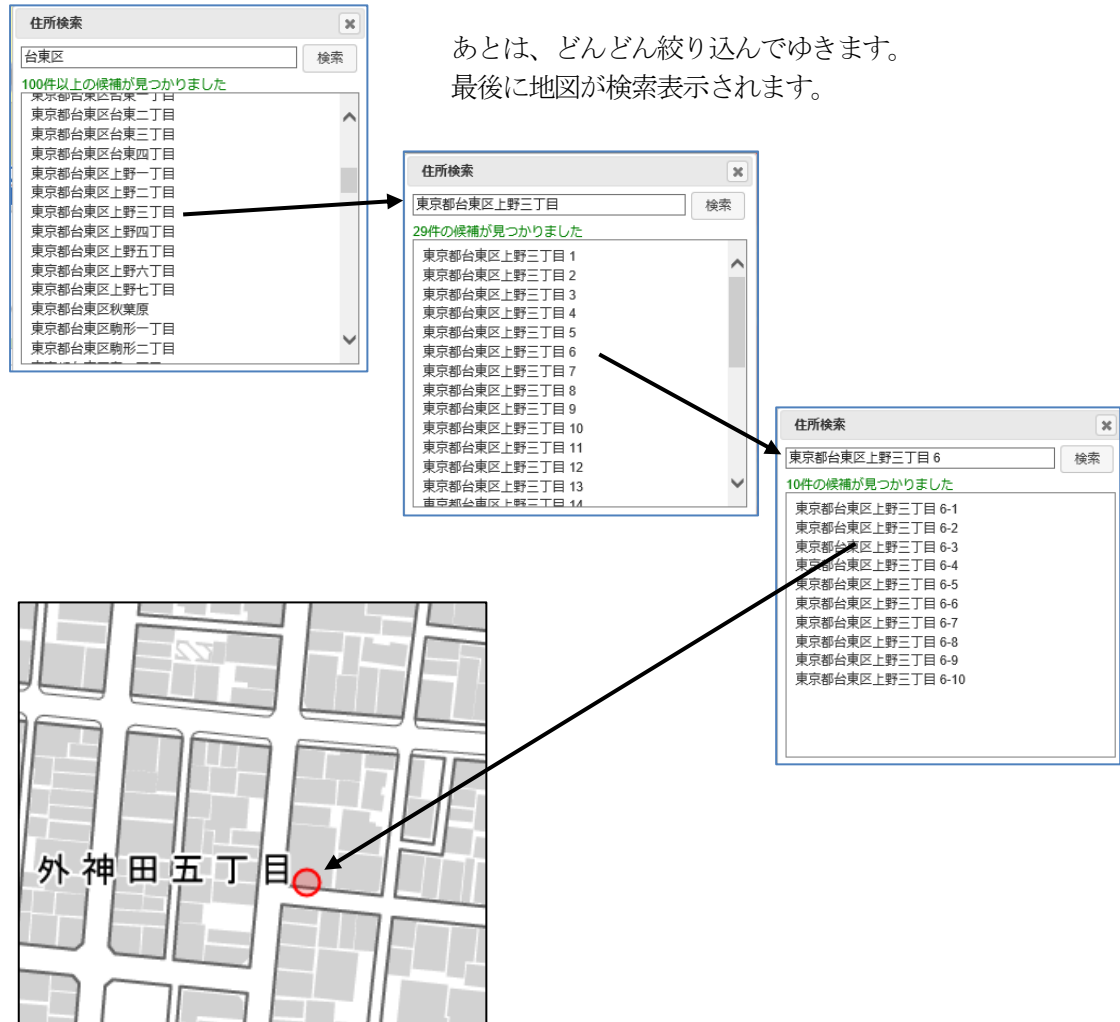 住所検索
台東区
検索
100件以上の候補が見つかりました
東京都台東区台東一丁目
東京都台東区台東二丁目
東京都台東区台東三丁目
東京都台東区台東四丁目
東京都台東区上野一丁目
東京都台東区上野二丁目
東京都台東区上野三丁目
東京都台東区上野四丁目
東京都台東区上野五丁目
東京都台東区上野六丁目
東京都台東区上野七丁目
東京都台東区秋葉原
東京都台東区駒形一丁目
東京都台東区駒形二丁目
あとは、どんどん絞り込んでゆきます。
最後に地図が検索表示されます。
住所検索
東京都台東区上野三丁目
検索
29件の候補が見つかりました
東京都台東区上野三丁目 1
東京都台東区上野三丁目 2
東京都台東区上野三丁目 3
東京都台東区上野三丁目 4
東京都台東区上野三丁目 5
東京都台東区上野三丁目 6
東京都台東区上野三丁目 7
東京都台東区上野三丁目 8
東京都台東区上野三丁目 9
東京都台東区上野三丁目 10
東京都台東区上野三丁目 11
東京都台東区上野三丁目 12
東京都台東区上野三丁目 13
東京都台東区上野三丁目 14
住所検索
東京都台東区上野三丁目 6
検索
10件の候補が見つかりました
東京都台東区上野三丁目 6-1
東京都台東区上野三丁目 6-2
東京都台東区上野三丁目 6-3
東京都台東区上野三丁目 6-4
東京都台東区上野三丁目 6-5
東京都台東区上野三丁目 6-6
東京都台東区上野三丁目 6-7
東京都台東区上野三丁目 6-8
東京都台東区上野三丁目 6-9
東京都台東区上野三丁目 6-10
外神田五丁目